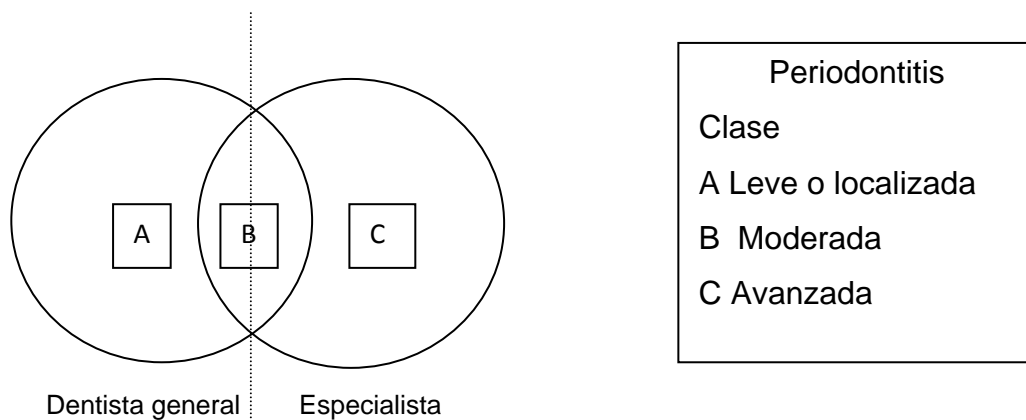 A
B
C
Dentista general
Especialista
Periodontitis
Clase
A Leve o localizada
B Moderada
C Avanzada